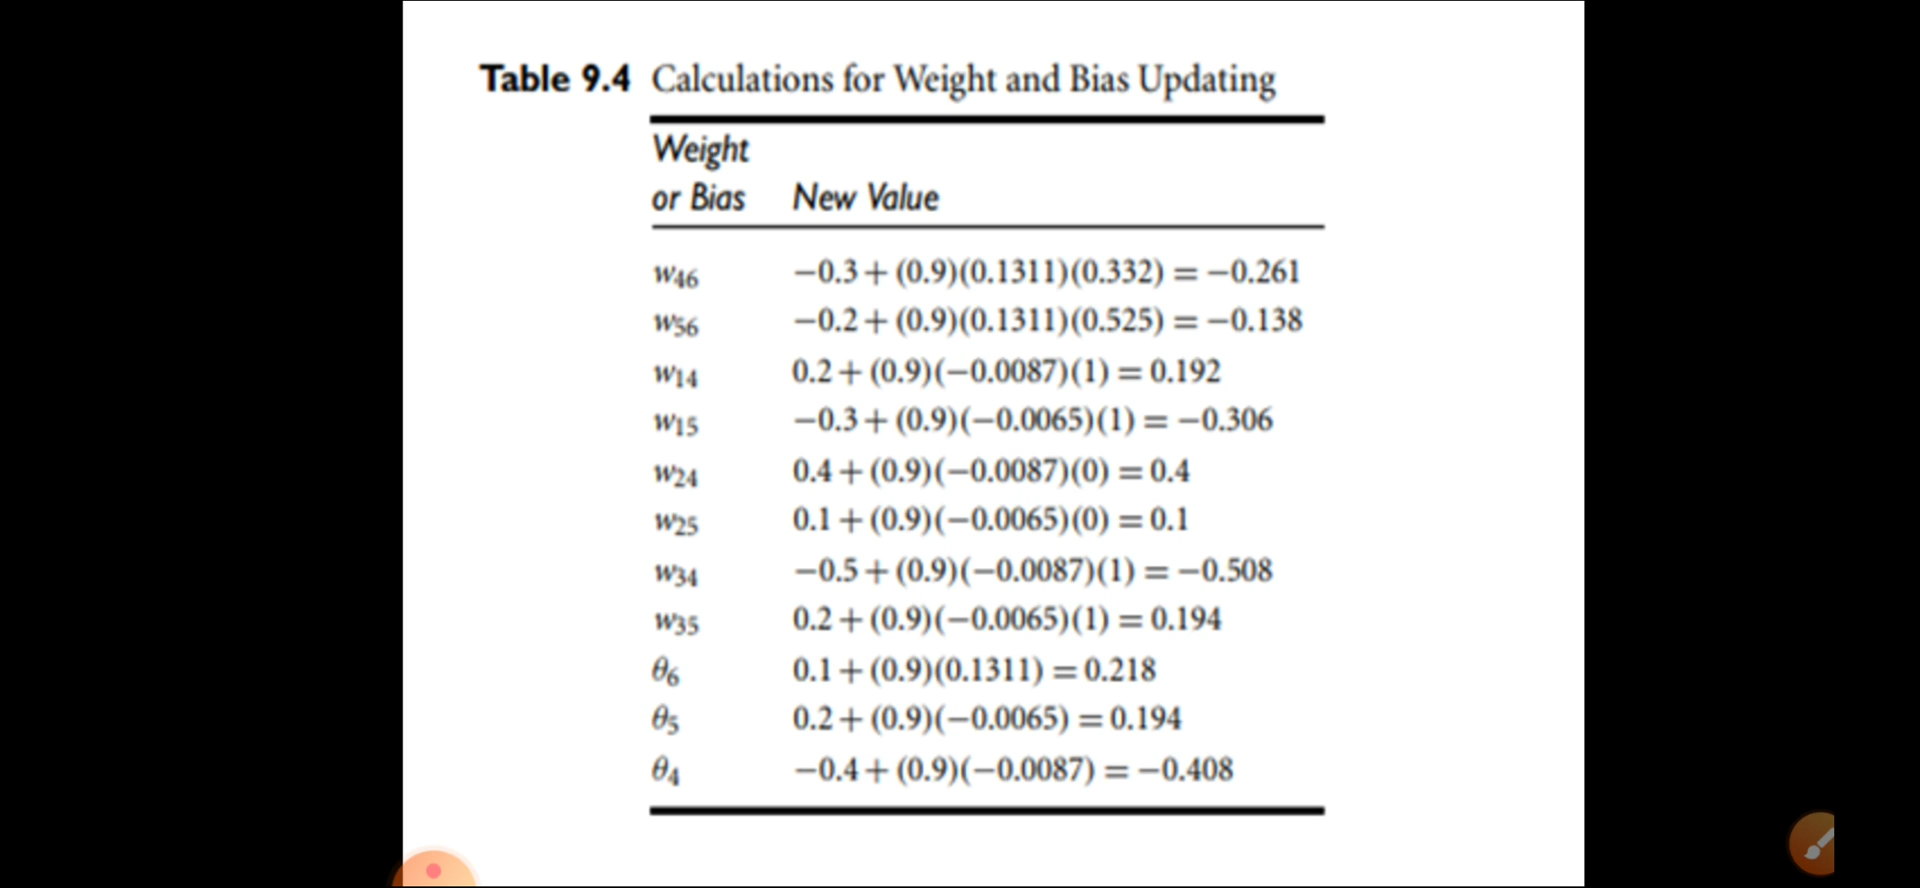 Table 9.4 Calculations for Weight and Bias Updating
Weight
or Bias New Value
w46 −0.3 + (0.9)(0.1311)(0.332) = −0.261
w56 −0.2 + (0.9)(0.1311)(0.525) = −0.138
w14 0.2 + (0.9)(−0.0087)(1) = 0.192
w15 −0.3 + (0.9)(−0.0065)(1) = −0.306
w24 0.4 + (0.9)(−0.0087)(0) = 0.4
w25 0.1 + (0.9)(−0.0065)(0) = 0.1
w34 −0.5 + (0.9)(−0.0087)(1) = −0.508
w35 0.2 + (0.9)(−0.0065)(1) = 0.194
θ6 0.1 + (0.9)(0.1311) = 0.218
θ5 0.2 + (0.9)(−0.0065) = 0.194
θ4 −0.4 + (0.9)(−0.0087) = −0.408